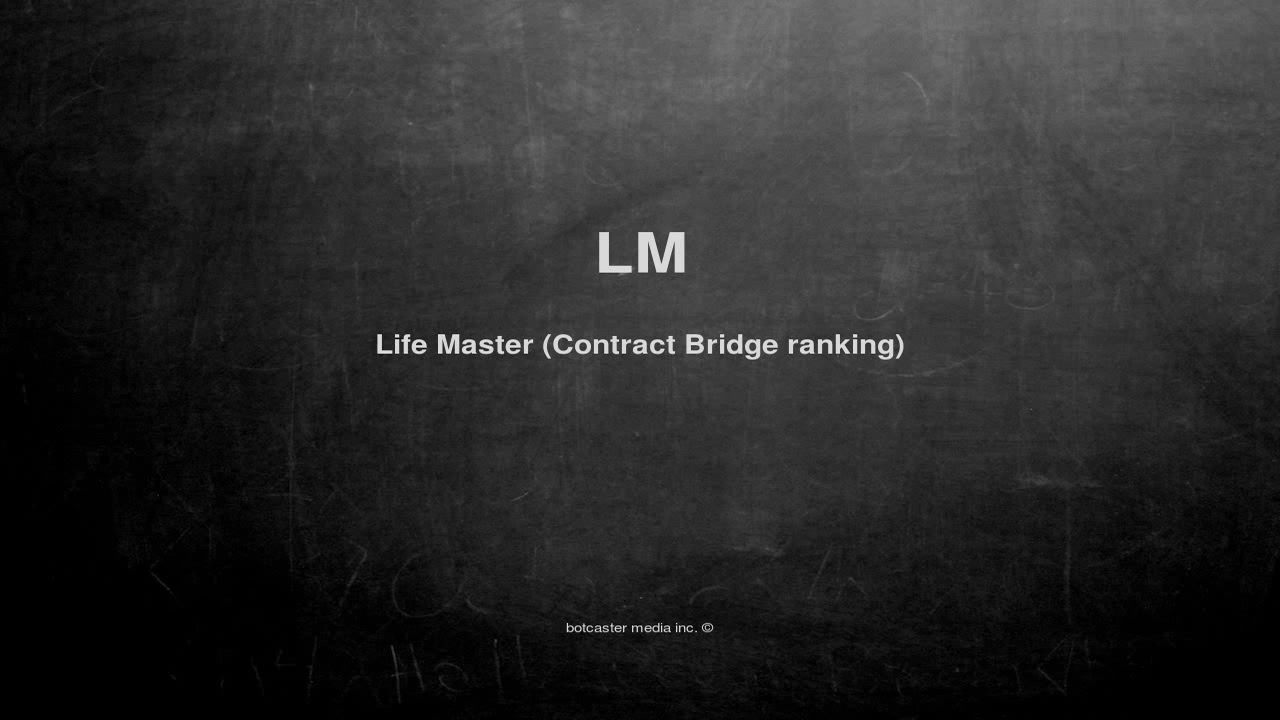 LM
Life Master (Contract Bridge ranking)
botcaster media inc. ©